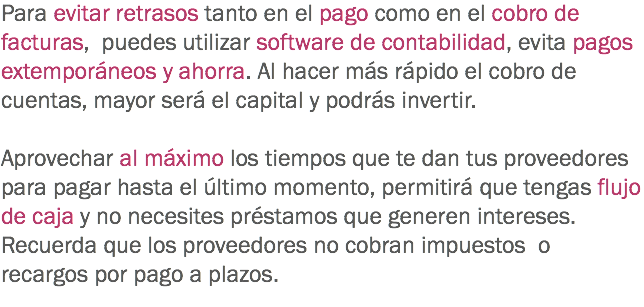 Para evitar retrasos tanto en el pago como en el cobro de
facturas,  puedes utilizar software de contabilidad, evita pagos
extemporáneos y ahorra. Al hacer más rápido el cobro de
cuentas, mayor será el capital y podrás invertir.

Aprovechar al máximo los tiempos que te dan tus proveedores
para pagar hasta el último momento, permitirá que tengas flujo
de caja y no necesites préstamos que generen intereses.
Recuerda que los proveedores no cobran impuestos  o
recargos por pago a plazos.